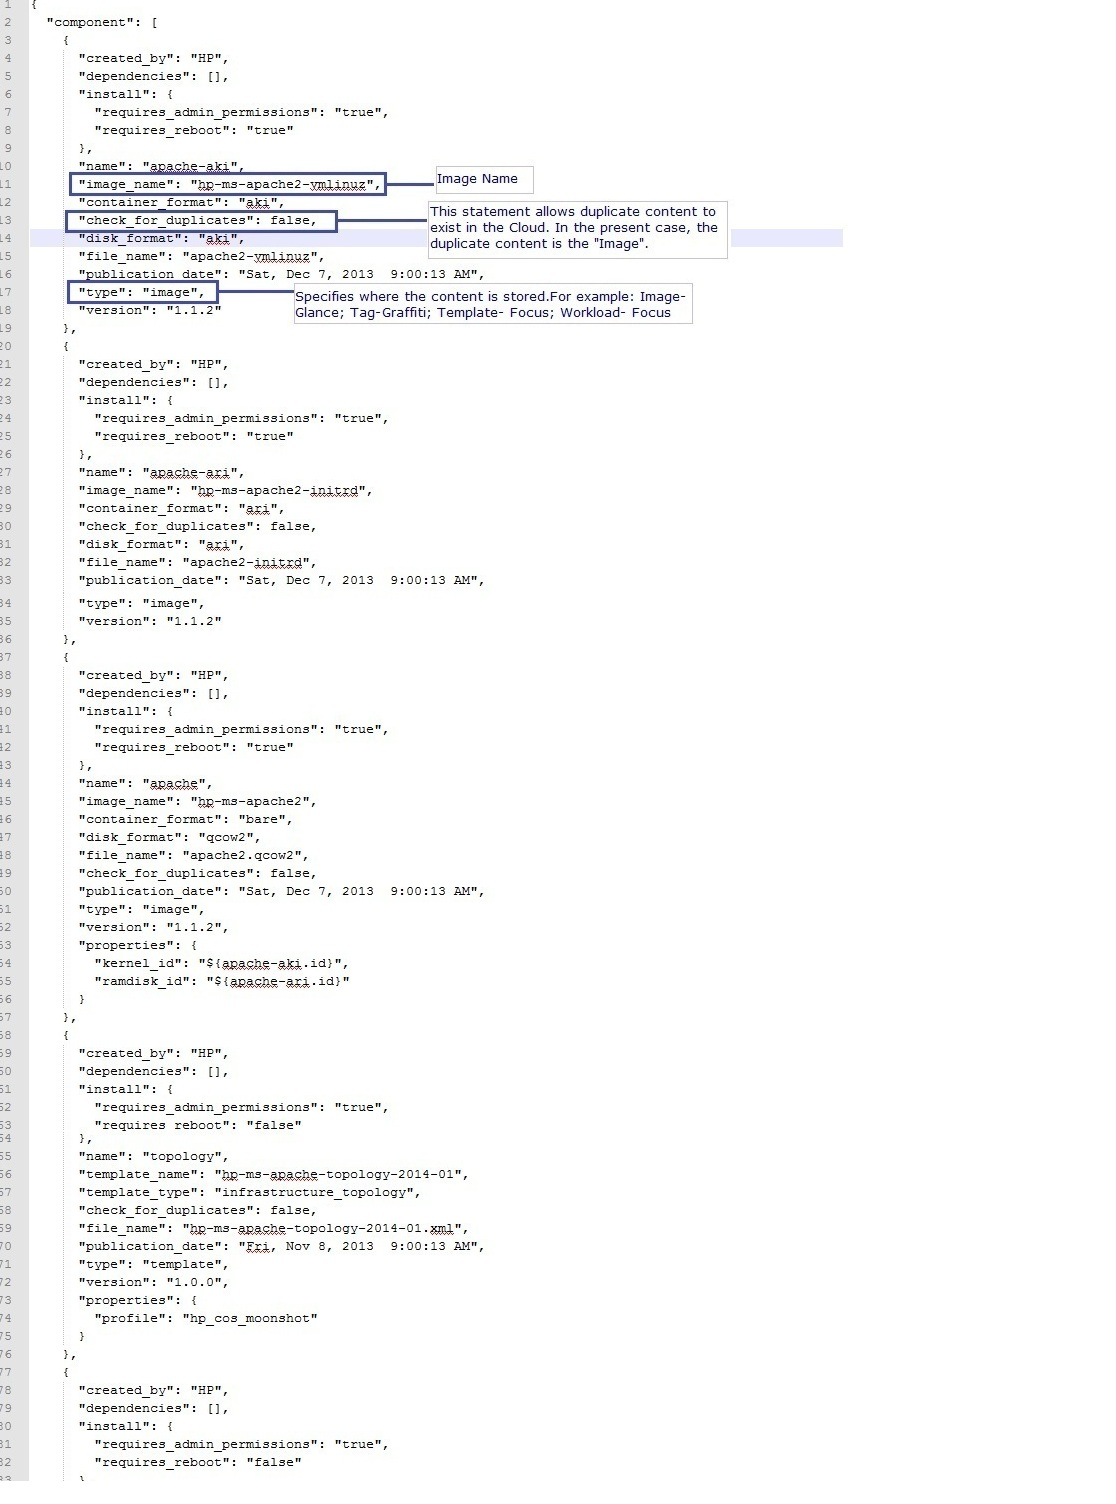 1 {
2 "component": [
3 {
4 "created_by": "HP",
5 "dependencies": [],
6 "install": {
7 "requires_admin_permissions": "true",
8 "requires_reboot": "true"
9 },
10 "name": "apache-aki",
11 "image_name": "hp-ms-apache2-vmlinuz",
Image Name
12 "container_format": "aki",
13 "check_for_duplicates": false,
This statement allows duplicate content to
exist in the Cloud. In the present case, the
duplicate content is the "Image".
14 "disk_format": "aki",
15 "file_name": "apache2-vmlinuz",
16 "publication_date": "Sat, Dec 7, 2013  9:00:13 AM",
17 "type": "image",
Specifies where the content is stored.For example: Image-
Glance; Tag-Graffiti; Template- Focus; Workload- Focus
18 "version": "1.1.2"
19 },
20 {
21 "created_by": "HP",
22 "dependencies": [],
23 "install": {
24 "requires_admin_permissions": "true",
25 "requires_reboot": "true"
26 },
27 "name": "apache-ari",
28 "image_name": "hp-ms-apache2-initrd",
29 "container_format": "ari",
30 "check_for_duplicates": false,
31 "disk_format": "ari",
32 "file_name": "apache2-initrd",
33 "publication_date": "Sat, Dec 7, 2013  9:00:13 AM",
34 "type": "image",
35 "version": "1.1.2"
36 },
37 {
38 "created_by": "HP",
39 "dependencies": [],
40 "install": {
41 "requires_admin_permissions": "true",
42 "requires_reboot": "true"
43 },
44 "name": "apache",
45 "image_name": "hp-ms-apache2",
46 "container_format": "bare",
47 "disk_format": "qcow2",
48 "file_name": "apache2.qcow2",
49 "check_for_duplicates": false,
50 "publication_date": "Sat, Dec 7, 2013  9:00:13 AM",
51 "type": "image",
52 "version": "1.1.2",
53 "properties": {
54 "kernel_id": "${apache-aki.id}",
55 "ramdisk_id": "${apache-ari.id}"
56 }
57 },
58 {
59 "created_by": "HP",
60 "dependencies": [],
61 "install": {
62 "requires_admin_permissions": "true",
63 "requires_reboot": "false"
64 },
65 "name": "topology",
66 "template_name": "hp-ms-apache-topology-2014-01",
67 "template_type": "infrastructure_topology",
68 "check_for_duplicates": false,
69 "file_name": "hp-ms-apache-topology-2014-01.xml",
70 "publication_date": "Fri, Nov 8, 2013  9:00:13 AM",
71 "type": "template",
72 "version": "1.0.0",
73 "properties": {
74 "profile": "hp_cos_moonshot"
75 }
76 },
77 {
78 "created_by": "HP",
79 "dependencies": [],
80 "install": {
81 "requires_admin_permissions": "true",
82 "requires_reboot": "false"